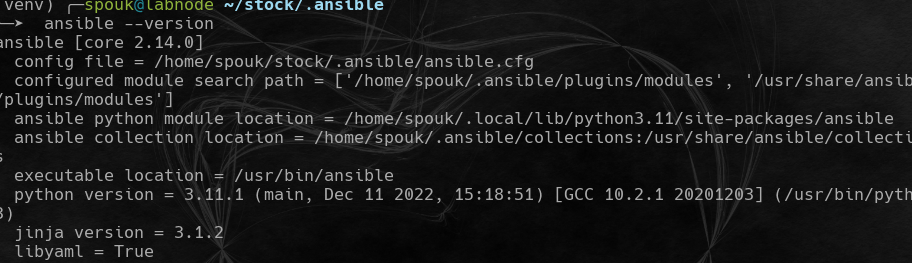 venv) ╭─spouk@labnode ~/stock/.ansible
─➤  ansible --version
ansible [core 2.14.0]
  config file = /home/spouk/stock/.ansible/ansible.cfg
  configured module search path = ['/home/spouk/.ansible/plugins/modules', '/usr/share/ansib
/plugins/modules']
  ansible python module location = /home/spouk/.local/lib/python3.11/site-packages/ansible
  ansible collection location = /home/spouk/.ansible/collections:/usr/share/ansible/collecti
s
  executable location = /usr/bin/ansible
  python version = 3.11.1 (main, Dec 11 2022, 15:18:51) [GCC 10.2.1 20201203] (/usr/bin/pyth
3)
  jinja version = 3.1.2
  libyaml = True